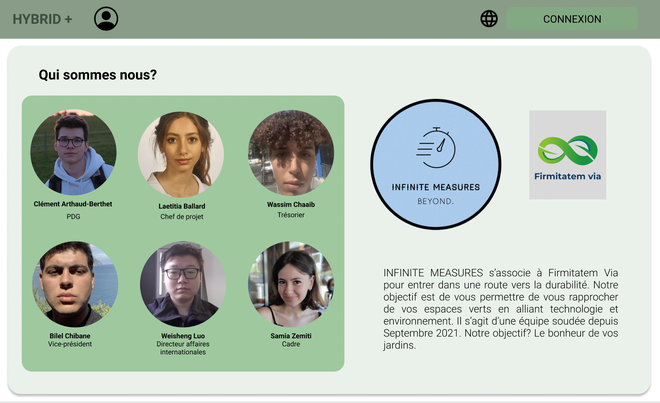 HYBRID +
CONNEXION
Qui sommes nous?
Clément Arthaud-Berthet
PDG
Laetitia Ballard
Chef de projet
Wassim Chaaib
Trésorier
Bilel Chibane
Vice-président
Weisheng Luo
Directeur affaires
internationales
Samia Zemiti
Cadre
INFINITE MEASURES
BEYOND.
Firmitatem via
INFINITE MEASURES s'associe à Firmitatem Via
pour entrer dans une route vers la durabilité. Notre
objectif est de vous permettre de vous rapprocher
de vos espaces verts en alliant technologie et
environnement. Il s'agit d'une équipe soudée depuis
Septembre 2021. Notre objectif? Le bonheur de vos
jardins.